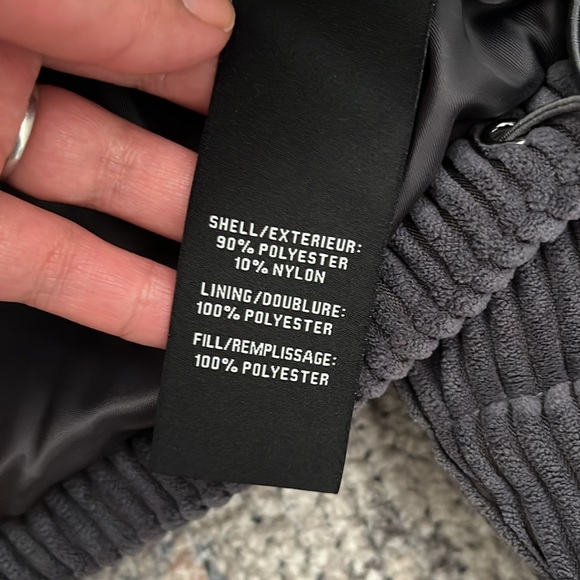 SHELL/EXTERIEUR:
90% POLYESTER
10% NYLON
LINING/DOUBLURE:
100% POLYESTER
FILL/REMPLISSAGE:
100% POLYESTER